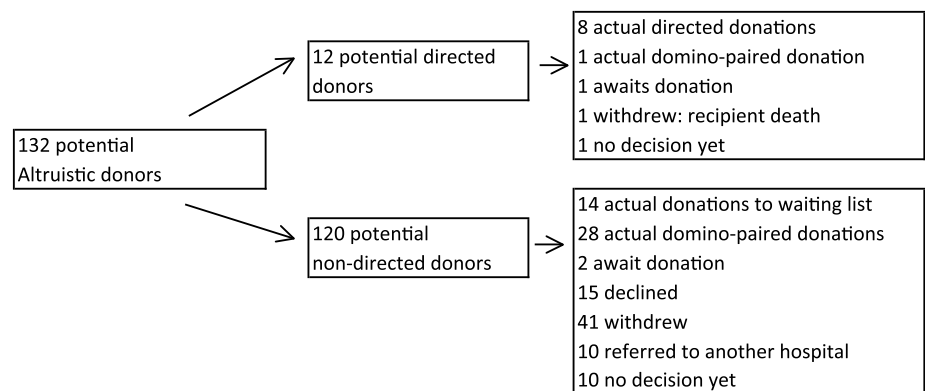 132 potential
Altruistic donors
12 potential directed
donors
8 actual directed donations
1 actual domino-paired donation
1 awaits donation
1 withdrew: recipient death
1 no decision yet
120 potential
non-directed donors
14 actual donations to waiting list
28 actual domino-paired donations
2 await donation
15 declined
41 withdrew
10 referred to another hospital
10 no decision yet